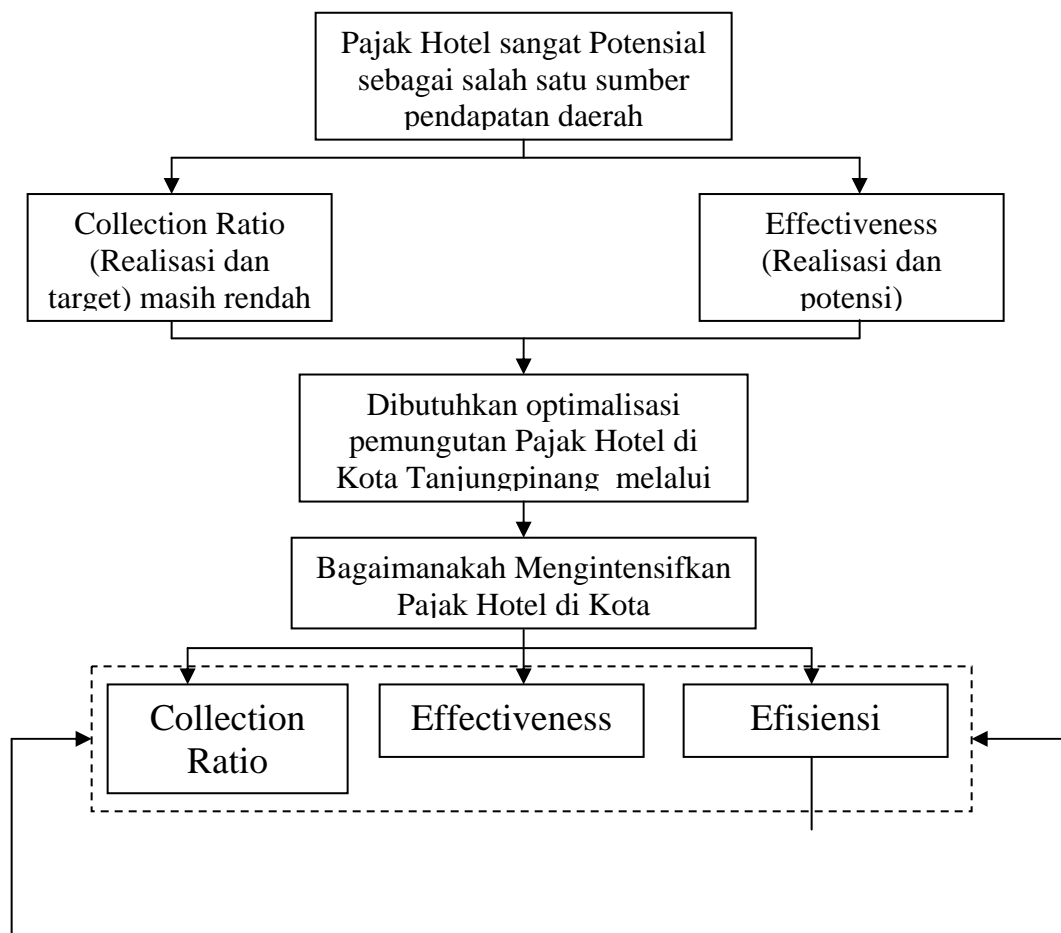 Pajak Hotel sangat Potensial
sebagai salah satu sumber
pendapatan daerah
Collection Ratio
(Realisasi dan
target) masih rendah
Effectiveness
(Realisasi dan
potensi)
Dibutuhkan optimalisasi
pemungutan Pajak Hotel di
Kota Tanjungpinang  melalui
Bagaimanakah Mengintensifkan
Pajak Hotel di Kota
Collection
Ratio
Effectiveness
Efisiensi